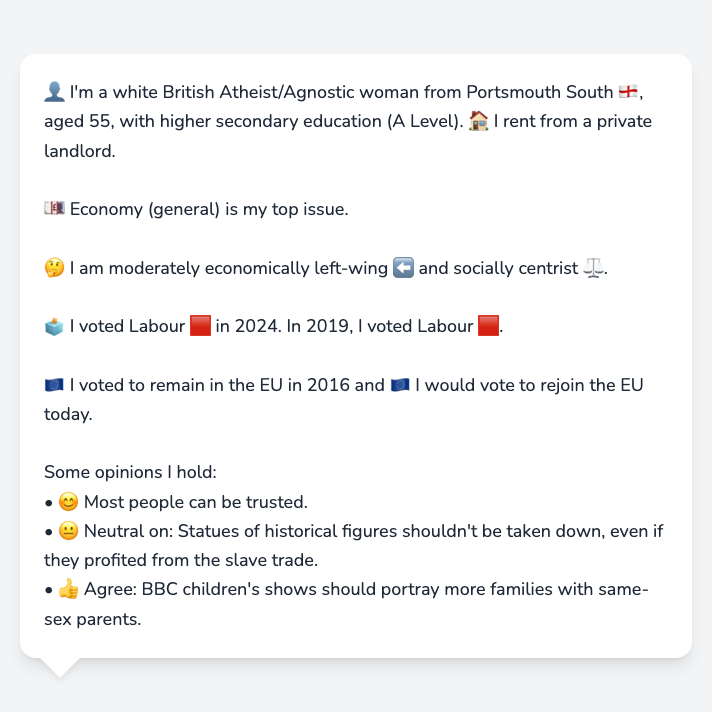 👤 I'm a white British Atheist/Agnostic woman from Portsmouth South 🏴󠁧󠁢󠁥󠁮󠁧󠁿,
aged 55, with higher secondary education (A Level). 🏠 I rent from a private
landlord.
💷 Economy (general) is my top issue.
🤔 I am moderately economically left-wing ⬅️ and socially centrist ⚖️.
🗳️ I voted Labour 🟥 in 2024. In 2019, I voted Labour 🟥.
🇪🇺 I voted to remain in the EU in 2016 and 🇪🇺 I would vote to rejoin the EU
today.
Some opinions I hold:
• 😊 Most people can be trusted.
• 😐 Neutral on: Statues of historical figures shouldn't be taken down, even if
they profited from the slave trade.
• 👍 Agree: BBC children's shows should portray more families with same-
sex parents.